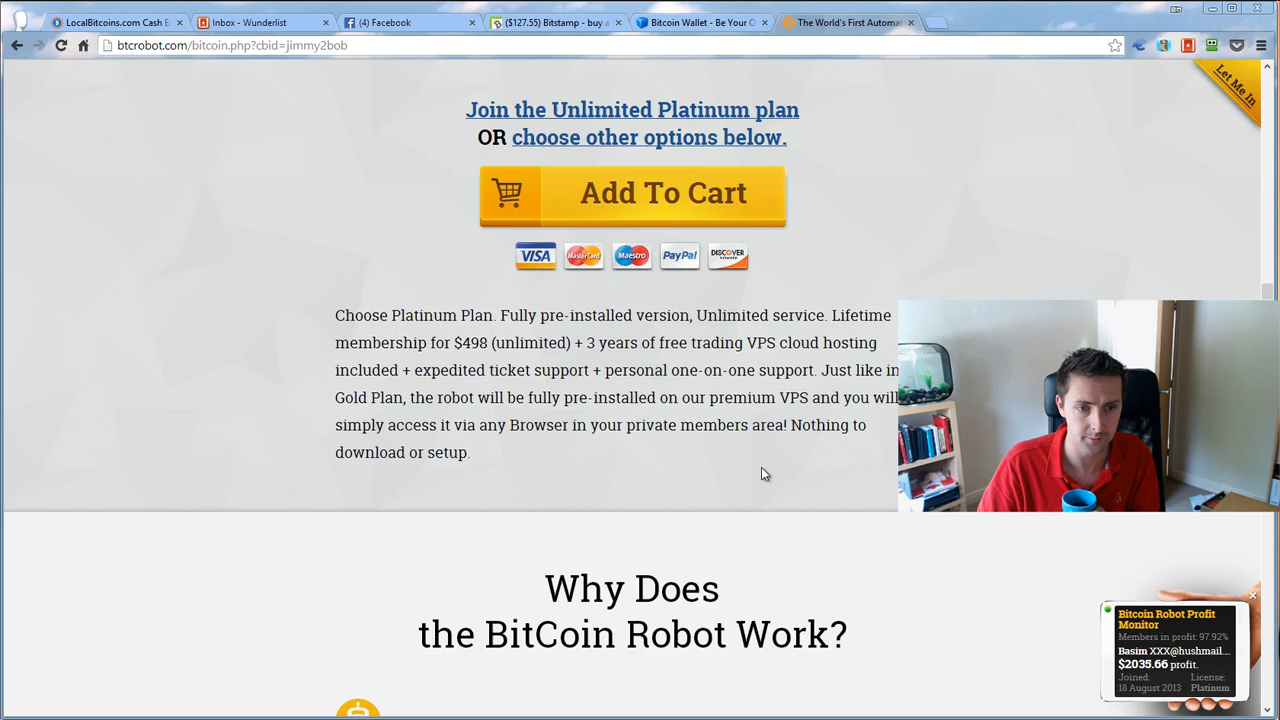 LocalBitcoins.com Cash E
Inbox - Wunderlist
(4) Facebook
($127.55) Bitstamp - buy a
Bitcoin Wallet - Be Your O
The World's First Automat
btcrobot.com/bitcoin.php?cbid=jimmy2bob
Let Me In
Join the Unlimited Platinum plan
OR choose other options below.
Add To Cart
VISA MasterCard Maestro PayPal DISCOVER
Choose Platinum Plan. Fully pre-installed version, Unlimited service. Lifetime
membership for $498 (unlimited) + 3 years of free trading VPS cloud hosting
included + expedited ticket support + personal one-on-one support. Just like in
Gold Plan, the robot will be fully pre-installed on our premium VPS and you will
simply access it via any Browser in your private members area! Nothing to
download or setup.
Why Does
the BitCoin Robot Work?
Bitcoin Robot Profit
Monitor
Members in profit: 97.92%
Basim XXX@hushmail....
$2035.66 profit.
Joined: License:
18 August 2013 Platinum